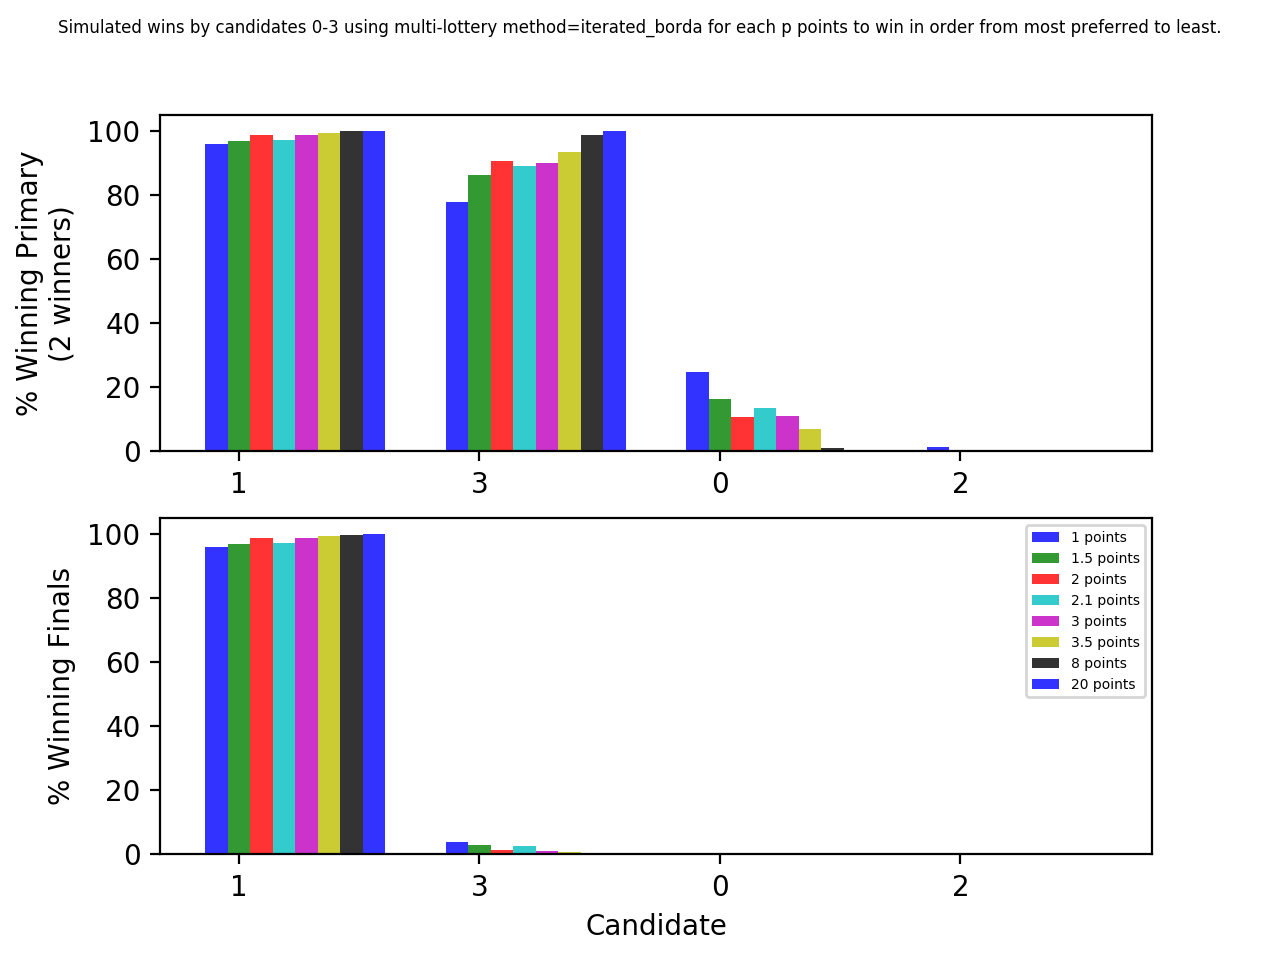 Simulated wins by candidates 0-3 using multi-lottery method=iterated_borda for each p points to win in order from most preferred to least.
% Winning Primary
(2 winners)
100
80
60
40
20
0
1 3 0 2
% Winning Finals
100
80
60
40
20
0
1 points
1.5 points
2 points
2.1 points
3 points
3.5 points
8 points
20 points
1 3 0 2
Candidate